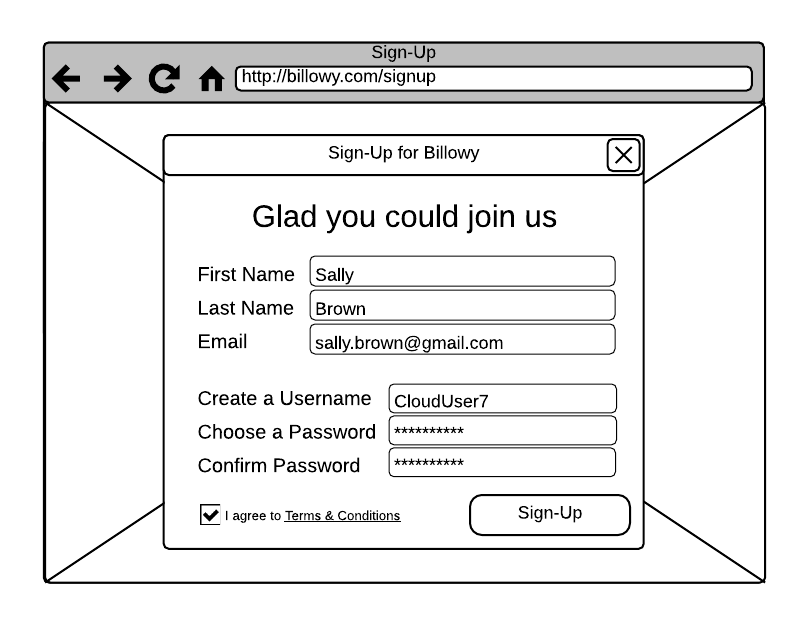 Sign-Up
http://billowy.com/signup
Sign-Up for Billowy
Glad you could join us
First Name Sally
Last Name Brown
Email sally.brown@gmail.com
Create a Username CloudUser7
Choose a Password **********
Confirm Password **********
I agree to Terms & Conditions Sign-Up